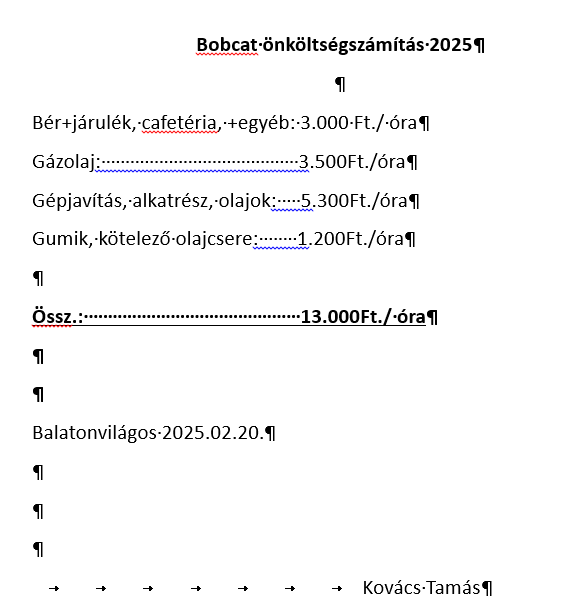 Bobcat önköltségszámítás 2025
Bér+járulék, cafetéria, +egyéb: 3.000 Ft./ óra
Gázolaj: 3.500Ft./óra
Gépjavítás, alkatrész, olajok: 5.300Ft./óra
Gumik, kötelező olajcsere: 1.200Ft./óra
Össz.: 13.000Ft./ óra
Balatonvilágos 2025.02.20.
Kovács Tamás